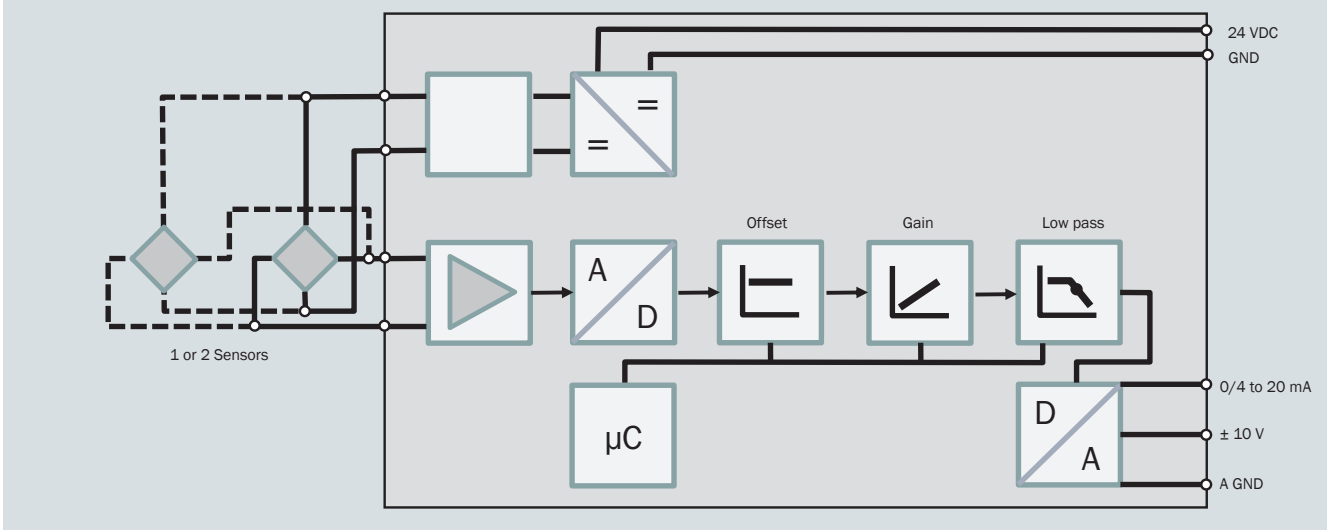 24 VDC
GND
=
=
Offset
Gain
Low pass
A
D
1 or 2 Sensors
µC
D
A
0/4 to 20 mA
± 10 V
A GND